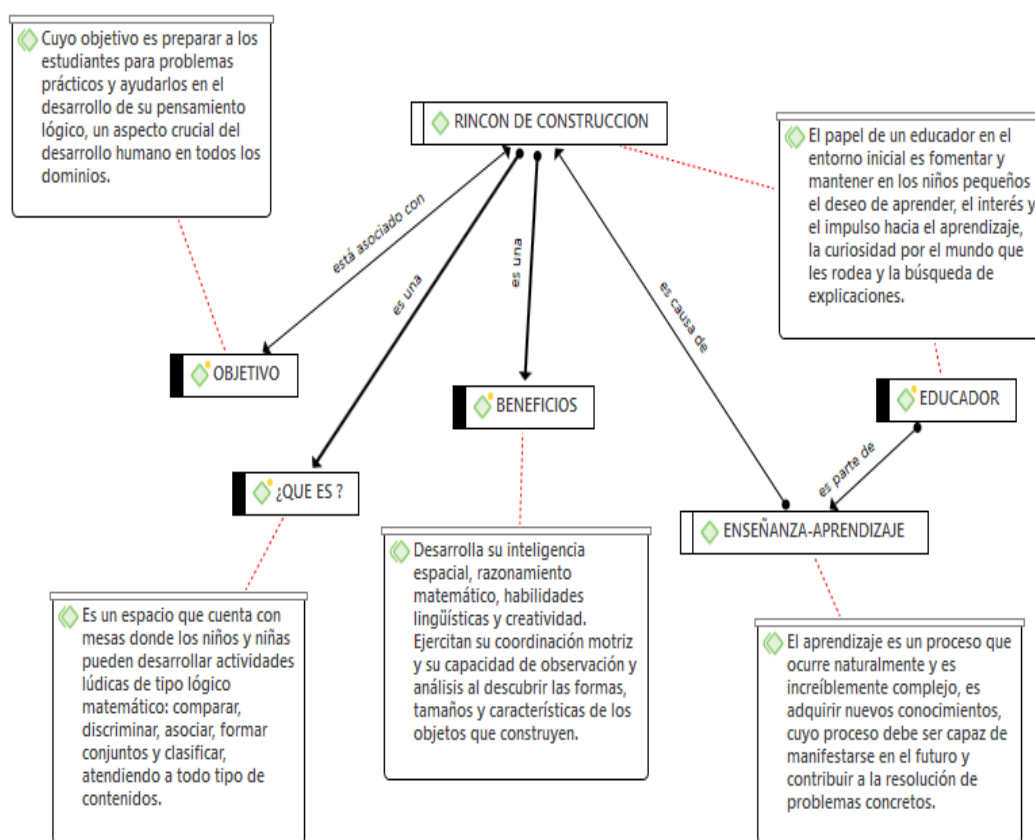 Cuyo objetivo es preparar a los
estudiantes para problemas
prácticos y ayudarlos en el
desarrollo de su pensamiento
lógico, un aspecto crucial del
desarrollo humano en todos los
dominios.
RINCON DE CONSTRUCCION
El papel de un educador en el
entorno inicial es fomentar y
mantener en los niños pequeños
el deseo de aprender, el interés y
el impulso hacia el aprendizaje,
la curiosidad por el mundo que
les rodea y la búsqueda de
explicaciones.
está asociado con
es una
es una
es causa de
OBJETIVO
BENEFICIOS
EDUCADOR
es parte de
¿QUE ES ?
ENSEÑANZA-APRENDIZAJE
Es un espacio que cuenta con
mesas donde los niños y niñas
pueden desarrollar actividades
lúdicas de tipo lógico
matemático: comparar,
discriminar, asociar, formar
conjuntos y clasificar,
atendiendo a todo tipo de
contenidos.
Desarrolla su inteligencia
espacial, razonamiento
matemático, habilidades
lingüísticas y creatividad.
Ejercitan su coordinación motriz
y su capacidad de observación y
análisis al descubrir las formas,
tamaños y características de los
objetos que construyen.
El aprendizaje es un proceso que
ocurre naturalmente y es
increíblemente complejo, es
adquirir nuevos conocimientos,
cuyo proceso debe ser capaz de
manifestarse en el futuro y
contribuir a la resolución de
problemas concretos.